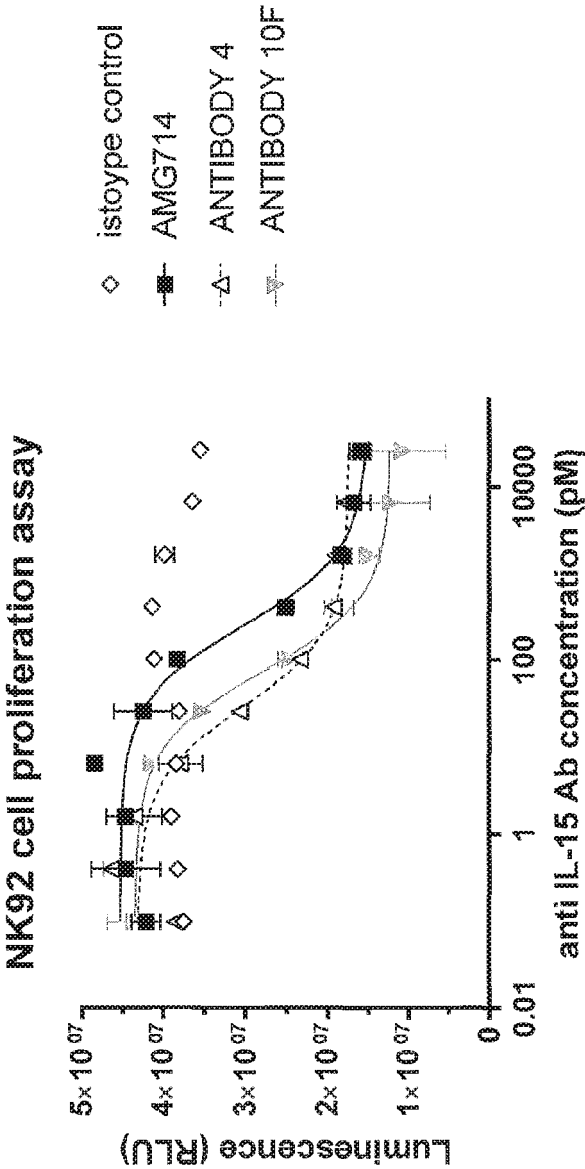 NK92 cell proliferation assay
Luminescence (RLU)
5×10⁰⁷
4×10⁰⁷
3×10⁰⁷
2×10⁰⁷
1×10⁰⁷
0
0.01
1
100
10000
anti IL-15 Ab concentration (pM)
istoype control
AMG714
ANTIBODY 4
ANTIBODY 10F